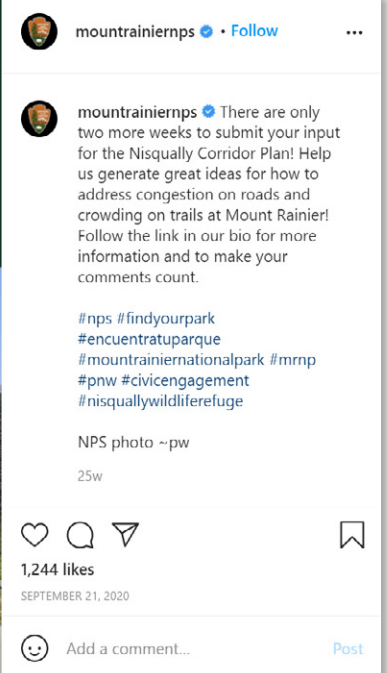 mountrainiernps • Follow
mountrainiernps There are only
two more weeks to submit your input
for the Nisqually Corridor Plan! Help
us generate great ideas for how to
address congestion on roads and
crowding on trails at Mount Rainier!
Follow the link in our bio for more
information and to make your
comments count.
#nps #findyourpark
#encuentratuparque
#mountrainiernationalpark #mrnp
#pnw #civicengagement
#nisquallywildliferefuge
NPS photo ~pw
25w
1,244 likes
SEPTEMBER 21, 2020
Add a comment... Post